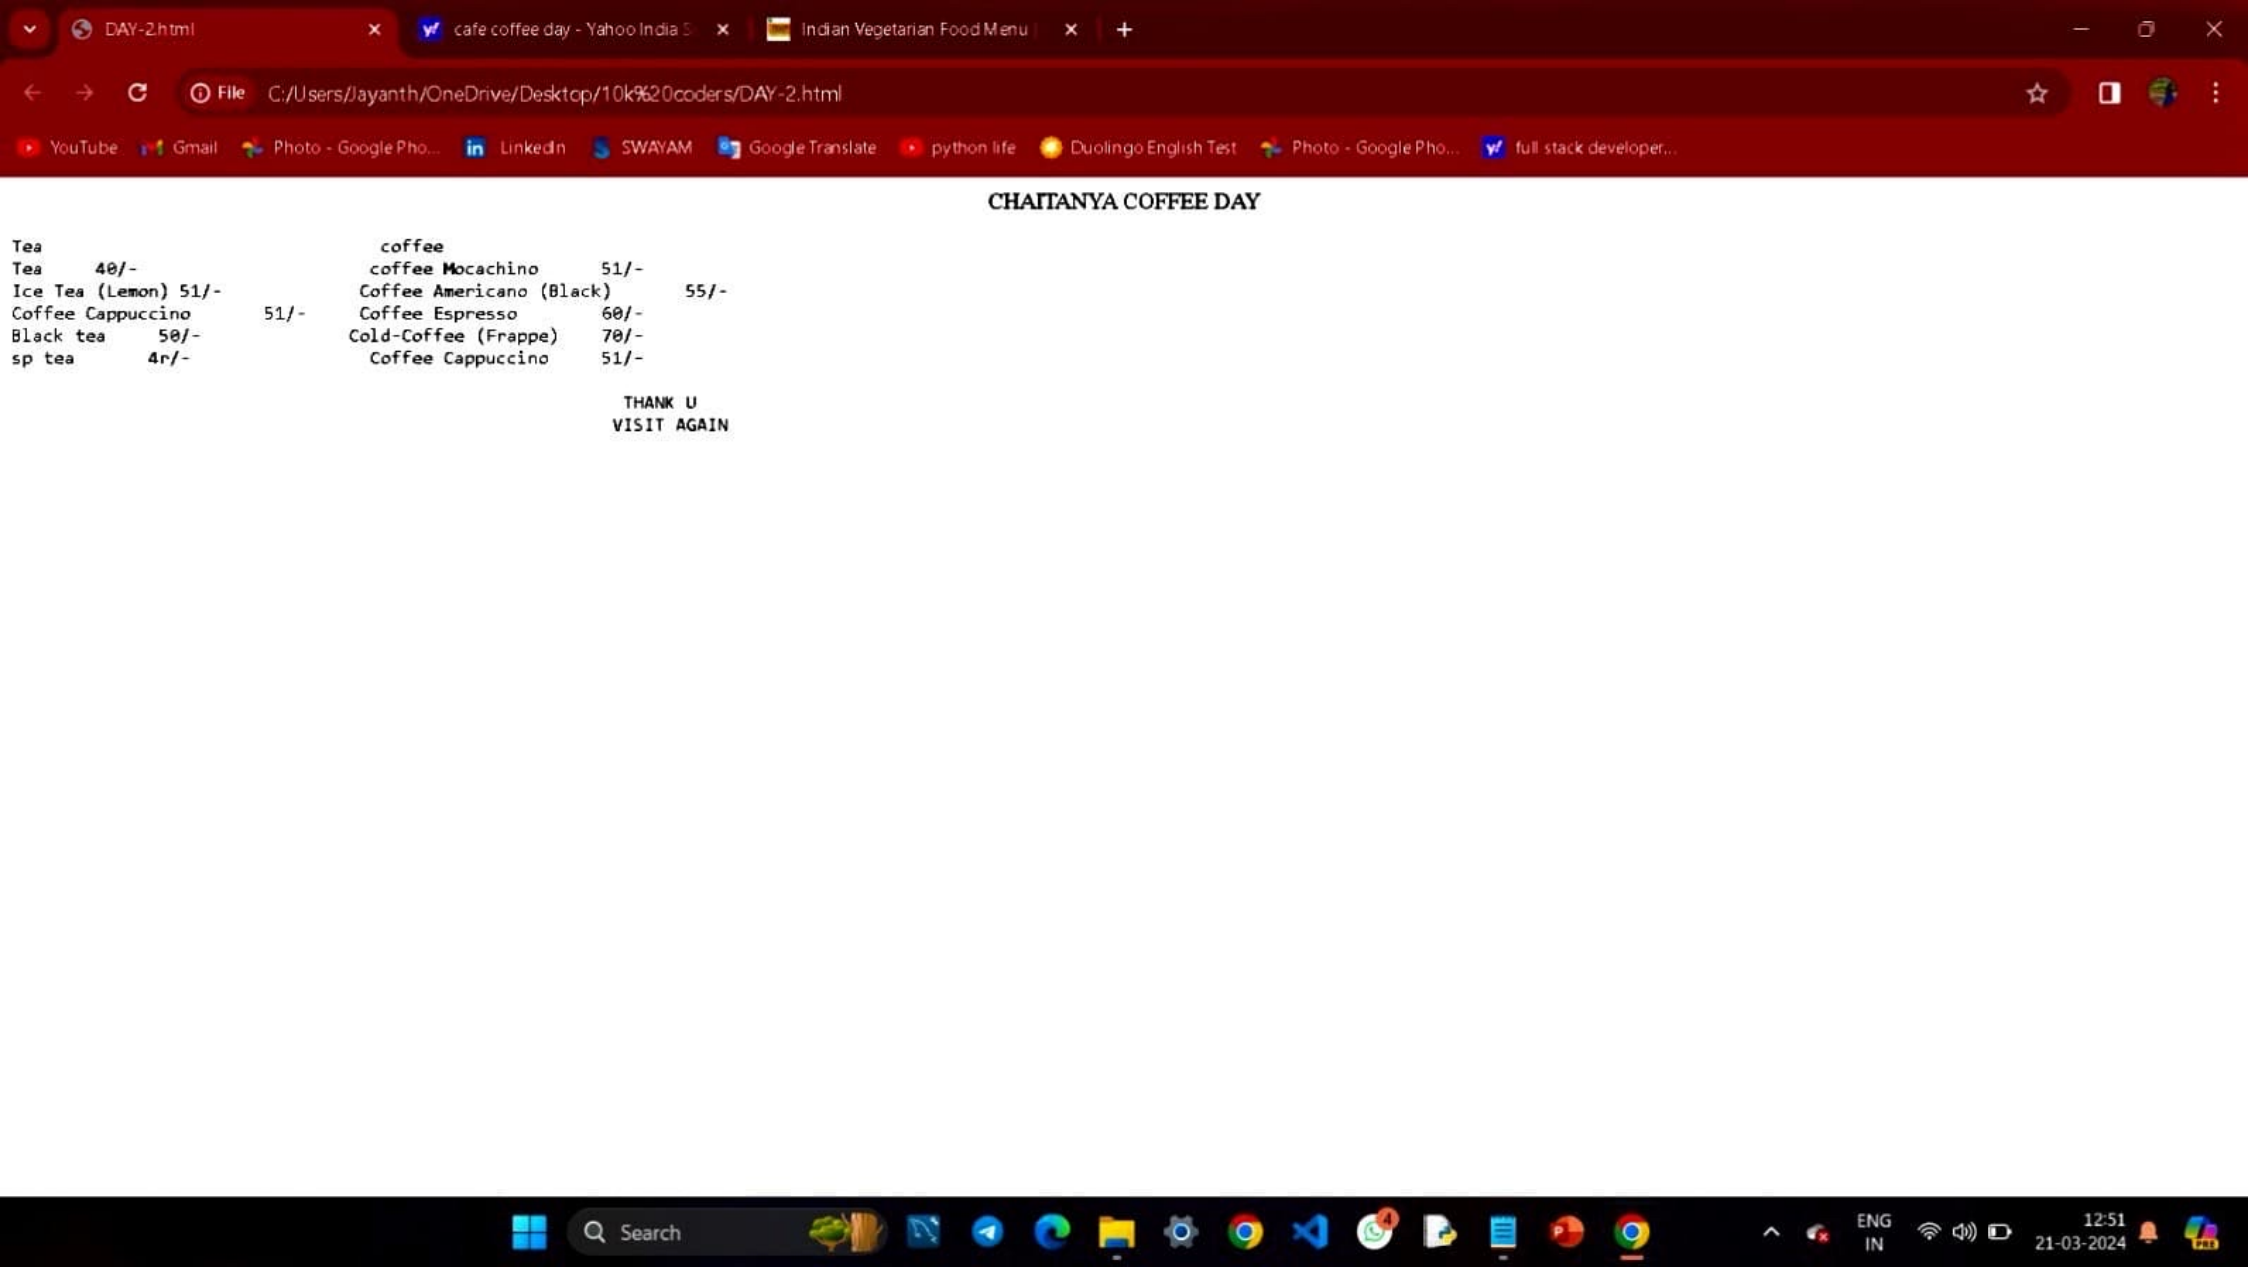 DAY-2.html cafe coffee day - Yahoo India S Indian Vegetarian Food Menu
File C:/Users/Jayanth/OneDrive/Desktop/10k%20coders/DAY-2.html
YouTube Gmail Photo - Google Pho... LinkedIn SWAYAM Google Translate python life Duolingo English Test Photo - Google Pho... full stack developer...
CHAITANYA COFFEE DAY
Tea coffee
Tea 40/- coffee Mocachino 51/-
Ice Tea (Lemon) 51/- Coffee Americano (Black) 55/-
Coffee Cappuccino 51/- Coffee Espresso 60/-
Black tea 50/- Cold-Coffee (Frappe) 70/-
sp tea 4r/- Coffee Cappuccino 51/-
THANK U
VISIT AGAIN
Search 4 ENG 12:51
IN 21-03-2024 PRE